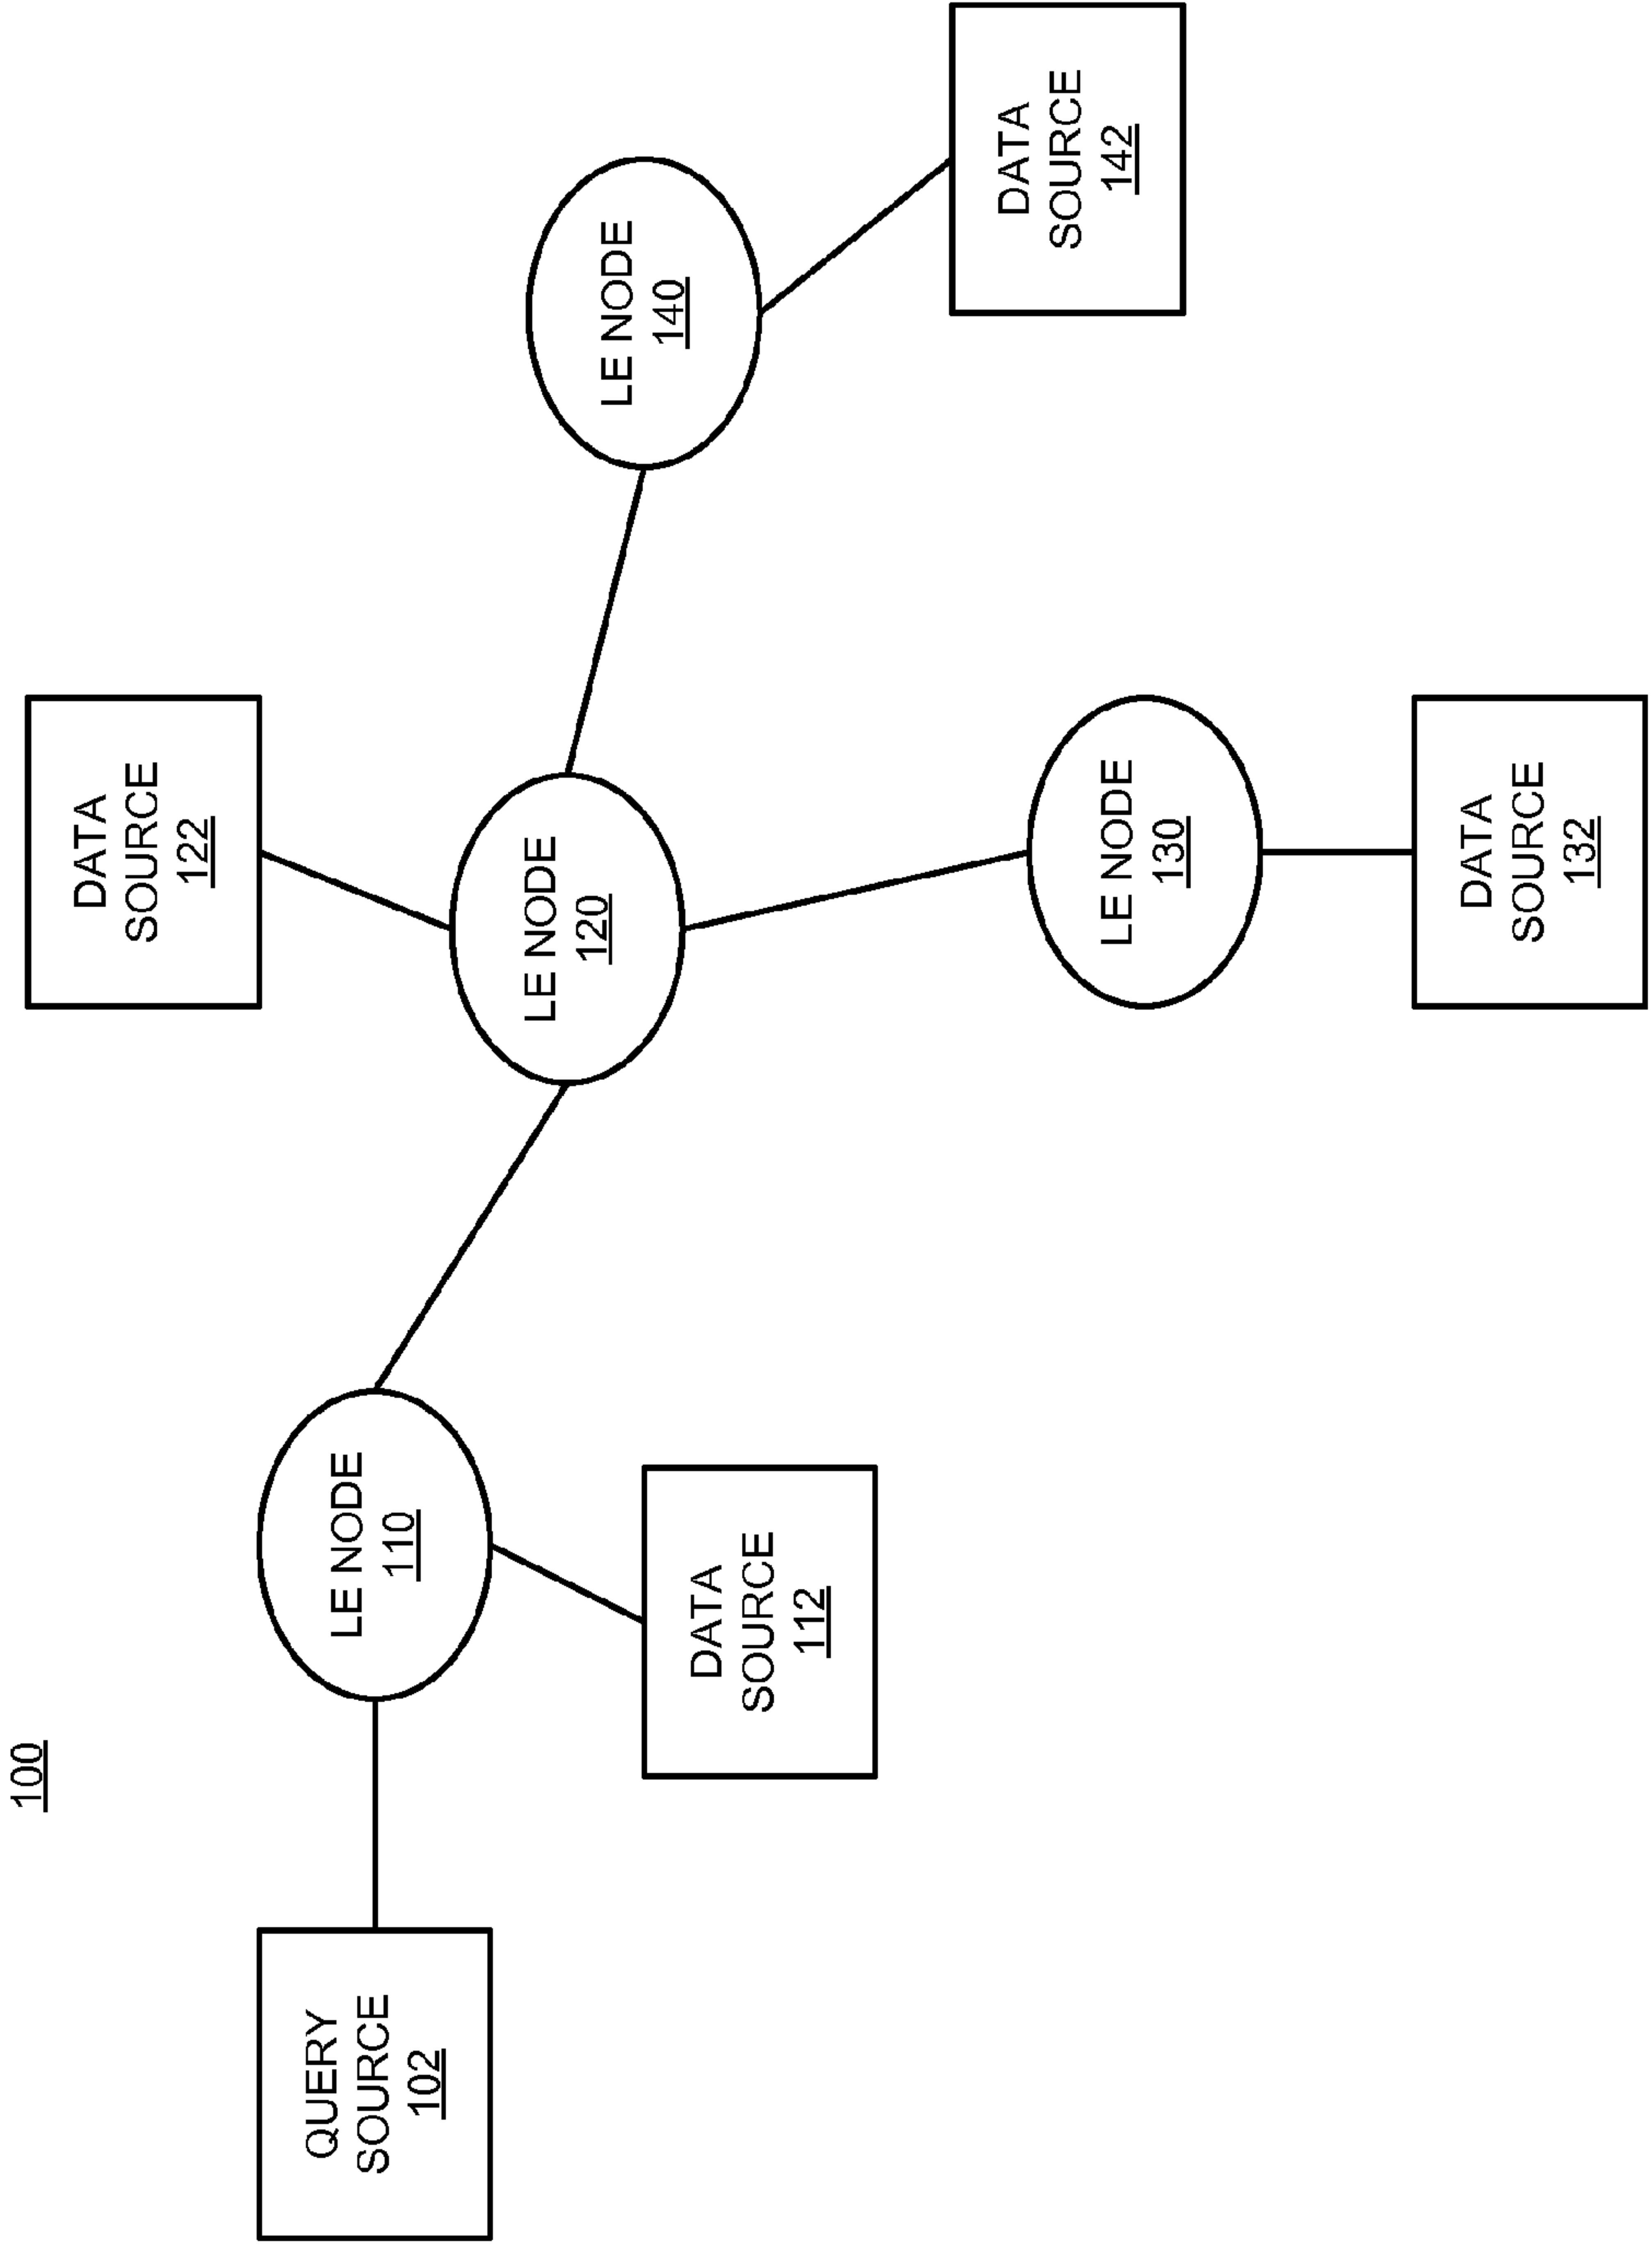 100
QUERY
SOURCE
102
LE NODE
110
DATA
SOURCE
112
DATA
SOURCE
122
LE NODE
120
LE NODE
130
DATA
SOURCE
132
LE NODE
140
DATA
SOURCE
142